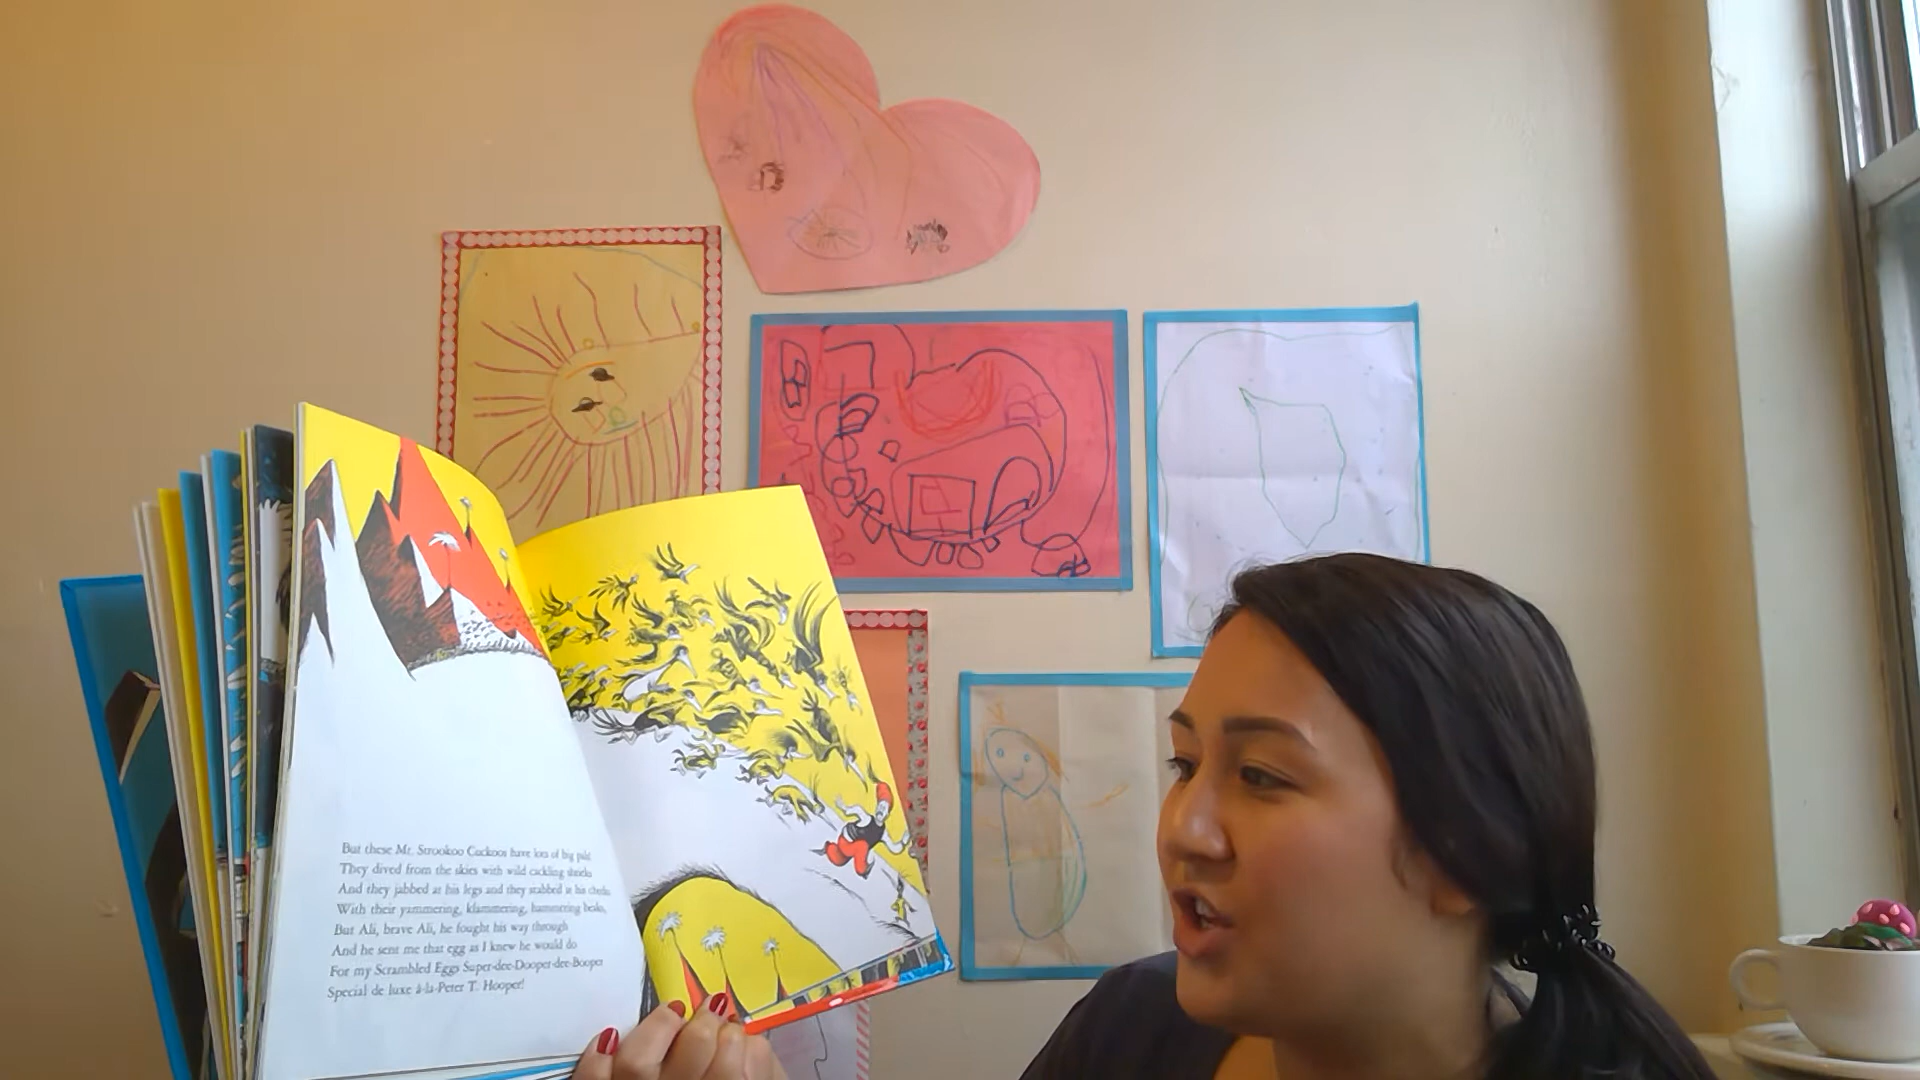 But these Mt. Strookoo Cuckoos have lots of big pals!
They dived from the skies with wild cackling shrieks
And they jabbed at his legs and they stabbed at his cheeks
With their yammering, klammering, hammering beaks,
But Ali, brave Ali, he fought his way through
And he sent me that egg as I knew he would do
For my Scrambled Eggs Super-dee-Dooper-dee-Booper
Special de luxe à-la-Peter T. Hooper!